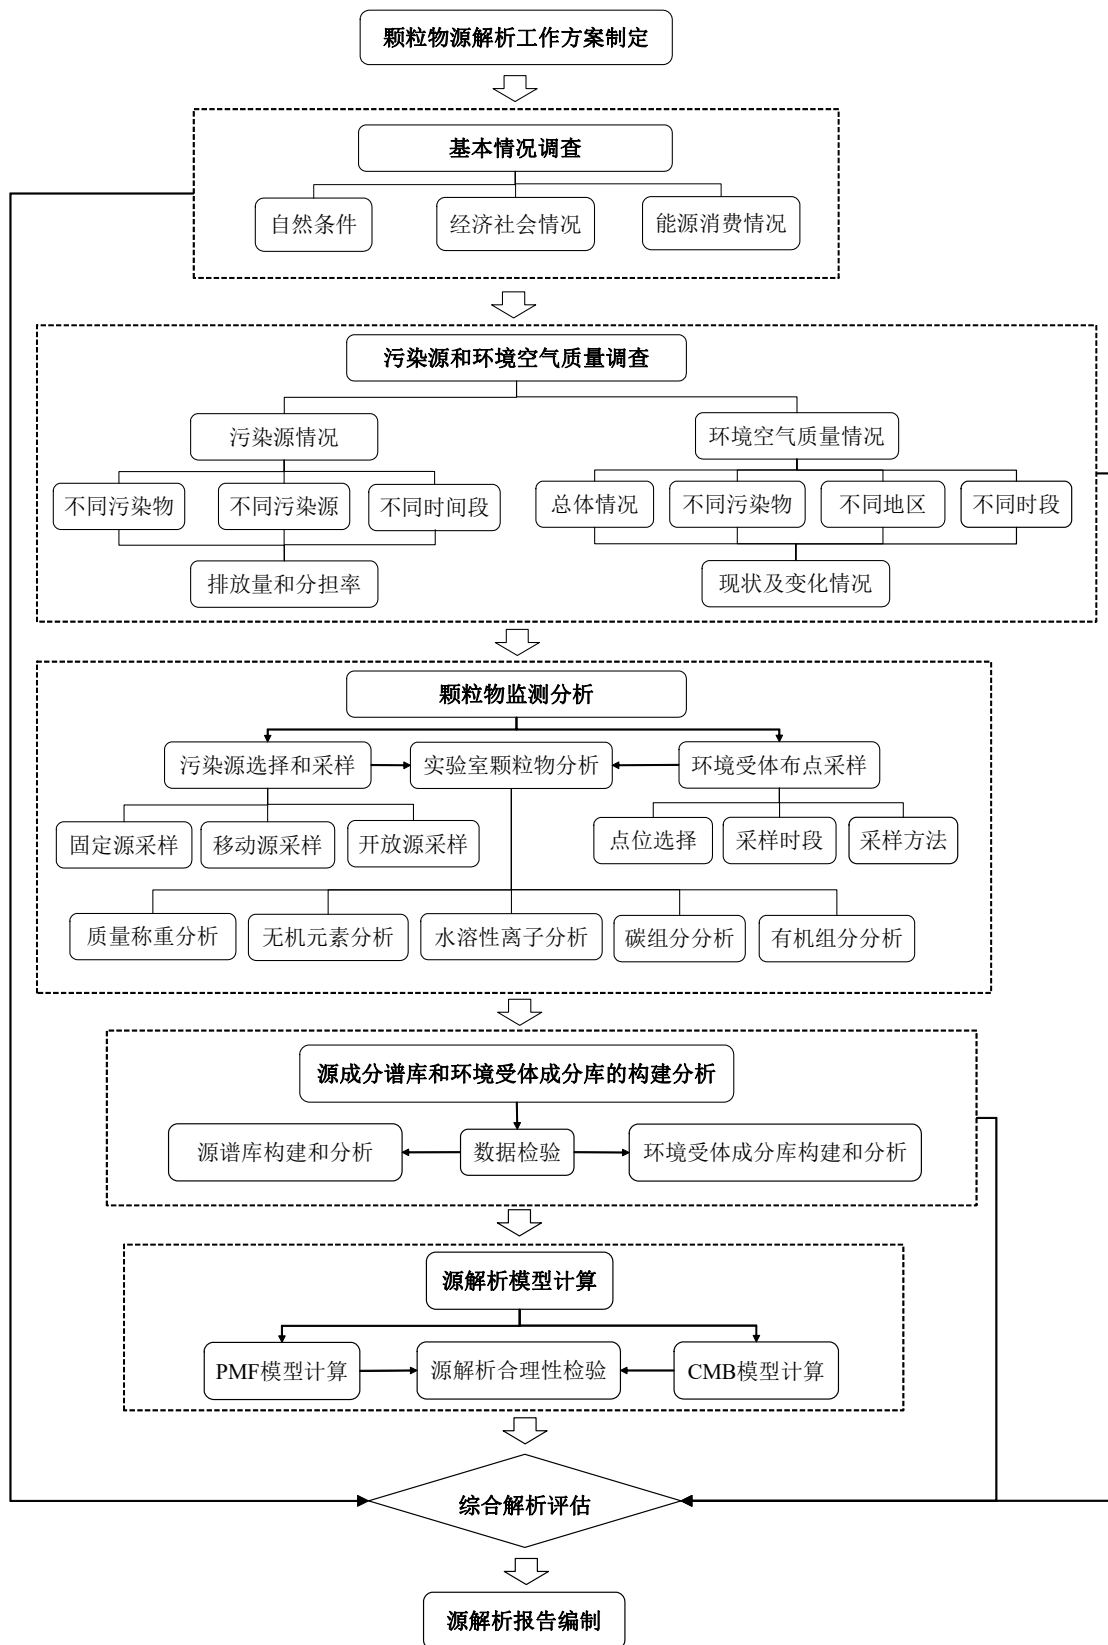 颗粒物源解析工作方案制定
基本情况调查
自然条件
经济社会情况
能源消费情况
污染源和环境空气质量调查
污染源情况
环境空气质量情况
不同污染物
不同污染源
不同时间段
总体情况
不同污染物
不同地区
不同时段
排放量和分担率
现状及变化情况
颗粒物监测分析
污染源选择和采样
实验室颗粒物分析
环境受体布点采样
固定源采样
移动源采样
开放源采样
点位选择
采样时段
采样方法
质量称重分析
无机元素分析
水溶性离子分析
碳组分分析
有机组分分析
源成分谱库和环境受体成分库的构建分析
源谱库构建和分析
数据检验
环境受体成分库构建和分析
源解析模型计算
PMF模型计算
源解析合理性检验
CMB模型计算
综合解析评估
源解析报告编制